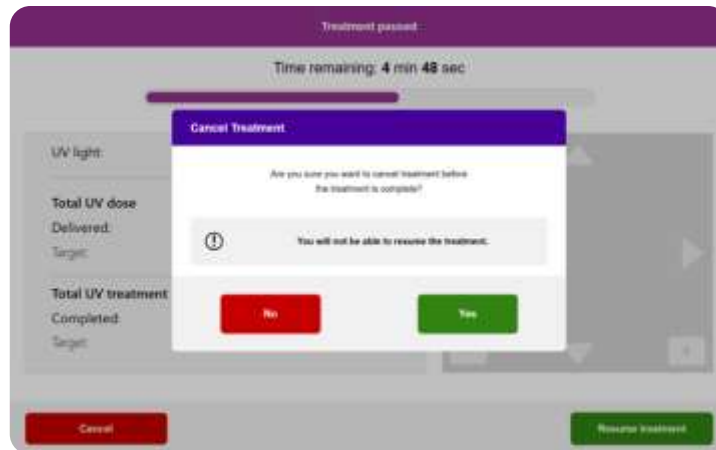 Treatment paused
Time remaining: 4 min 48 sec
Cancel Treatment
Are you sure you want to cancel treatment before
the treatment is complete?
You will not be able to resume the treatment.
No
Yes
UV light:
Total UV dose
Delivered:
Target:
Total UV treatment
Completed:
Target:
Cancel
Resume treatment